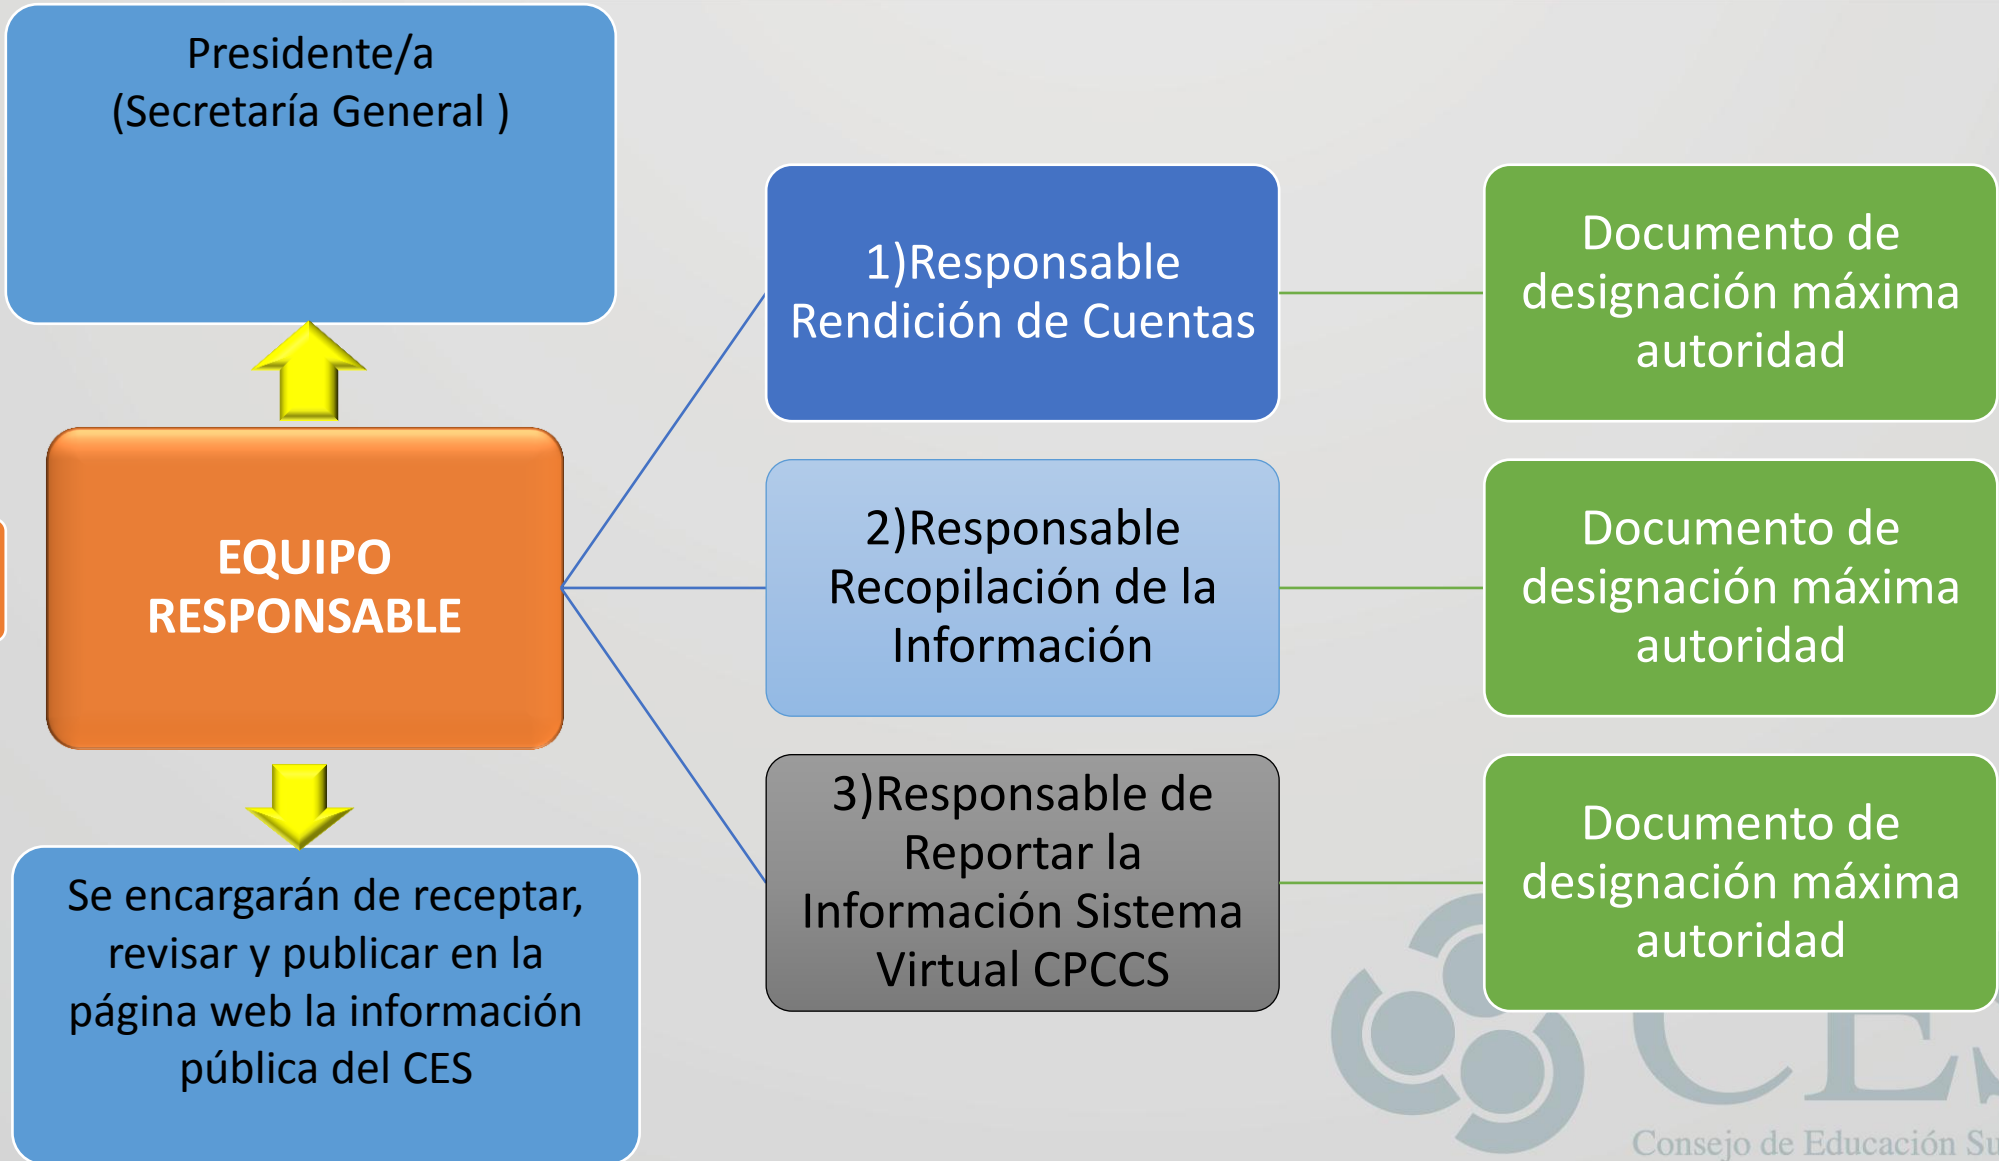 Presidente/a
(Secretaría General )
EQUIPO
RESPONSABLE
Se encargarán de receptar,
revisar y publicar en la
página web la información
pública del CES
1)Responsable
Rendición de Cuentas
2)Responsable
Recopilación de la
Información
3)Responsable de
Reportar la
Información Sistema
Virtual CPCCS
Documento de
designación máxima
autoridad
Documento de
designación máxima
autoridad
Documento de
designación máxima
autoridad
CES
Consejo de Educación Su